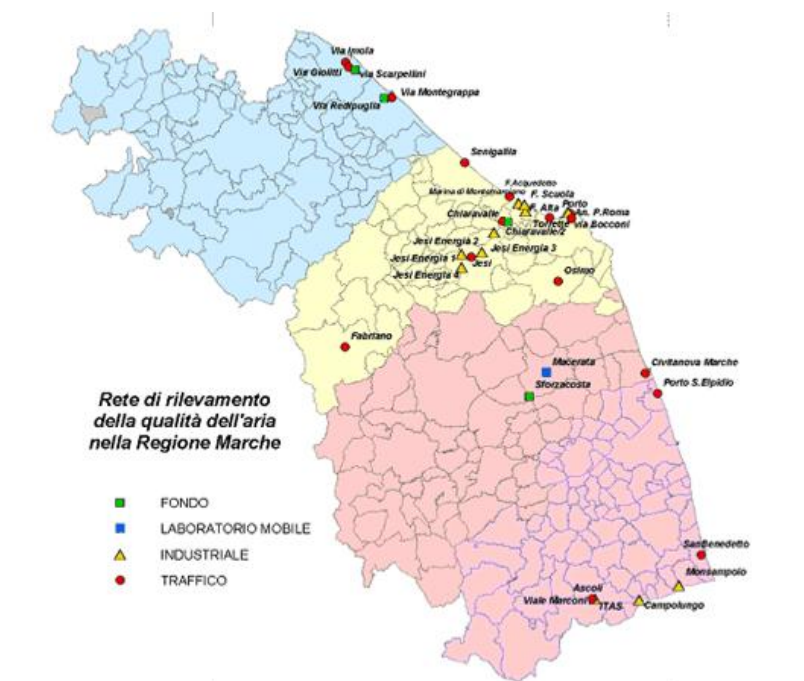 Via Imola
Via Giolitti
via Scarpellini
Via Montegrappa
Via Redipuglia
Senigallia
F.Acquedotto
Marina di Montemarciano
F. Scuola
F. Alta
Porto
Chiaravalle
An. P.Roma
Torrette
via Bocconi
Chiaravalle/2
Jesi Energia 2
Jesi Energia 3
Jesi Energia 1
Jesi
Jesi Energia 4
Osimo
Fabriano
Macerata
Civitanova Marche
Sforzacosta
Porto S.Elpidio
Rete di rilevamento
della qualità dell'aria
nella Regione Marche
FONDO
LABORATORIO MOBILE
INDUSTRIALE
TRAFFICO
SanBenedetto
Monsampolo
Ascoli
Viale Marconi
ITAS
Campolungo